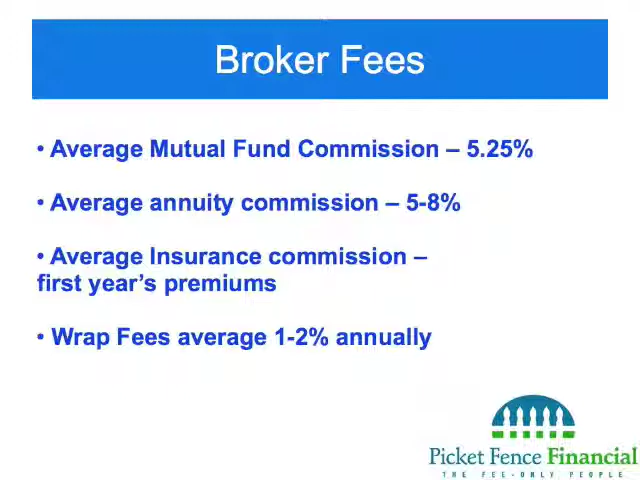 Broker Fees
• Average Mutual Fund Commission – 5.25%
• Average annuity commission – 5-8%
• Average Insurance commission –
first year's premiums
• Wrap Fees average 1-2% annually
Picket Fence Financial
THE FEE-ONLY PEOPLE